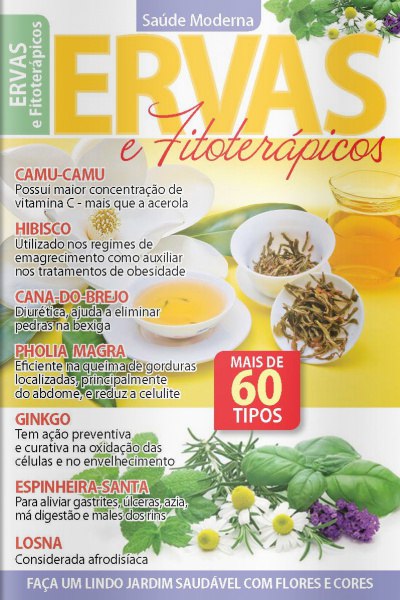 Saúde Moderna
ERVAS
e Fitoterápicos
ERVAS
e Fitoterápicos
CAMU-CAMU
Possui maior concentração de
vitamina C - mais que a acerola
HIBISCO
Utilizado nos regimes de
emagrecimento como auxiliar
nos tratamentos de obesidade
CANA-DO-BREJO
Diurética, ajuda a eliminar
pedras na bexiga
PHOLIA MAGRA
Eficiente na queima de gorduras
localizadas, principalmente
do abdome, e reduz a celulite
MAIS DE
60
TIPOS
GINKGO
Tem ação preventiva
e curativa na oxidação das
células e no envelhecimento
ESPINHEIRA-SANTA
Para aliviar gastrites, úlceras, azia,
má digestão e males dos rins
LOSNA
Considerada afrodisíaca
FAÇA UM LINDO JARDIM SAUDÁVEL COM FLORES E CORES